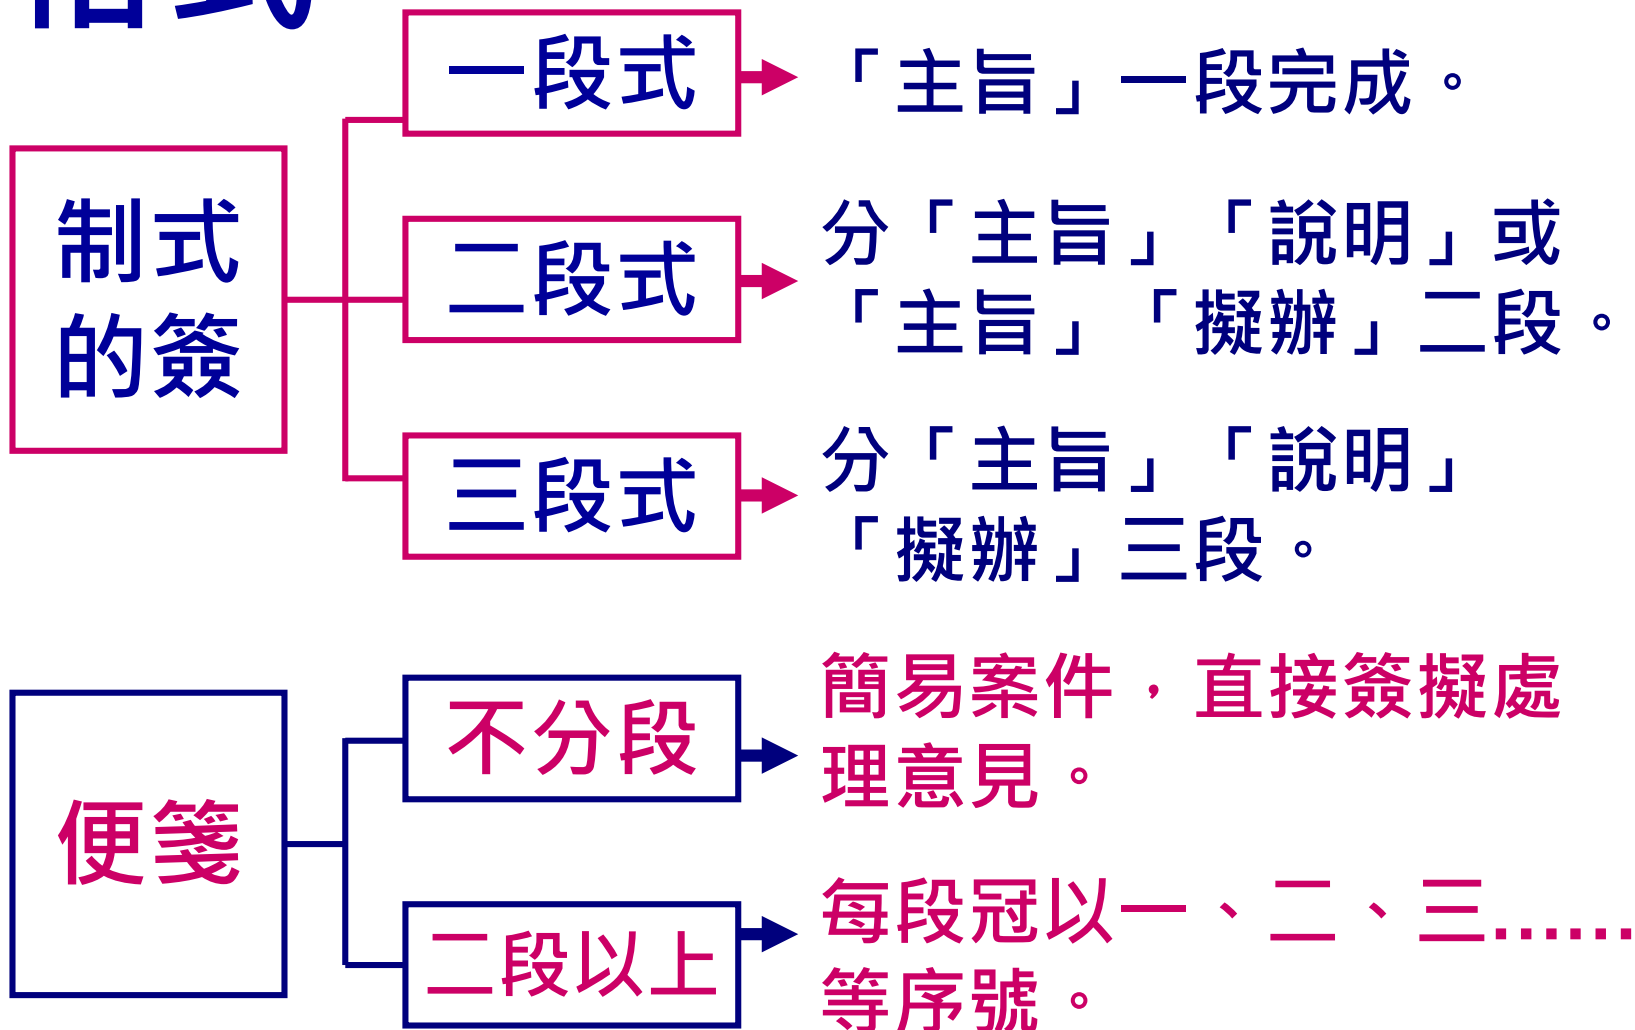 格式
一段式
「主旨」一段完成。
制式
的簽
二段式
分「主旨」「說明」或
「主旨」「擬辦」二段。
三段式
分「主旨」「說明」
「擬辦」三段。
便箋
不分段
簡易案件，直接簽擬處
理意見。
二段以上
每段冠以一、二、三......
等序號。